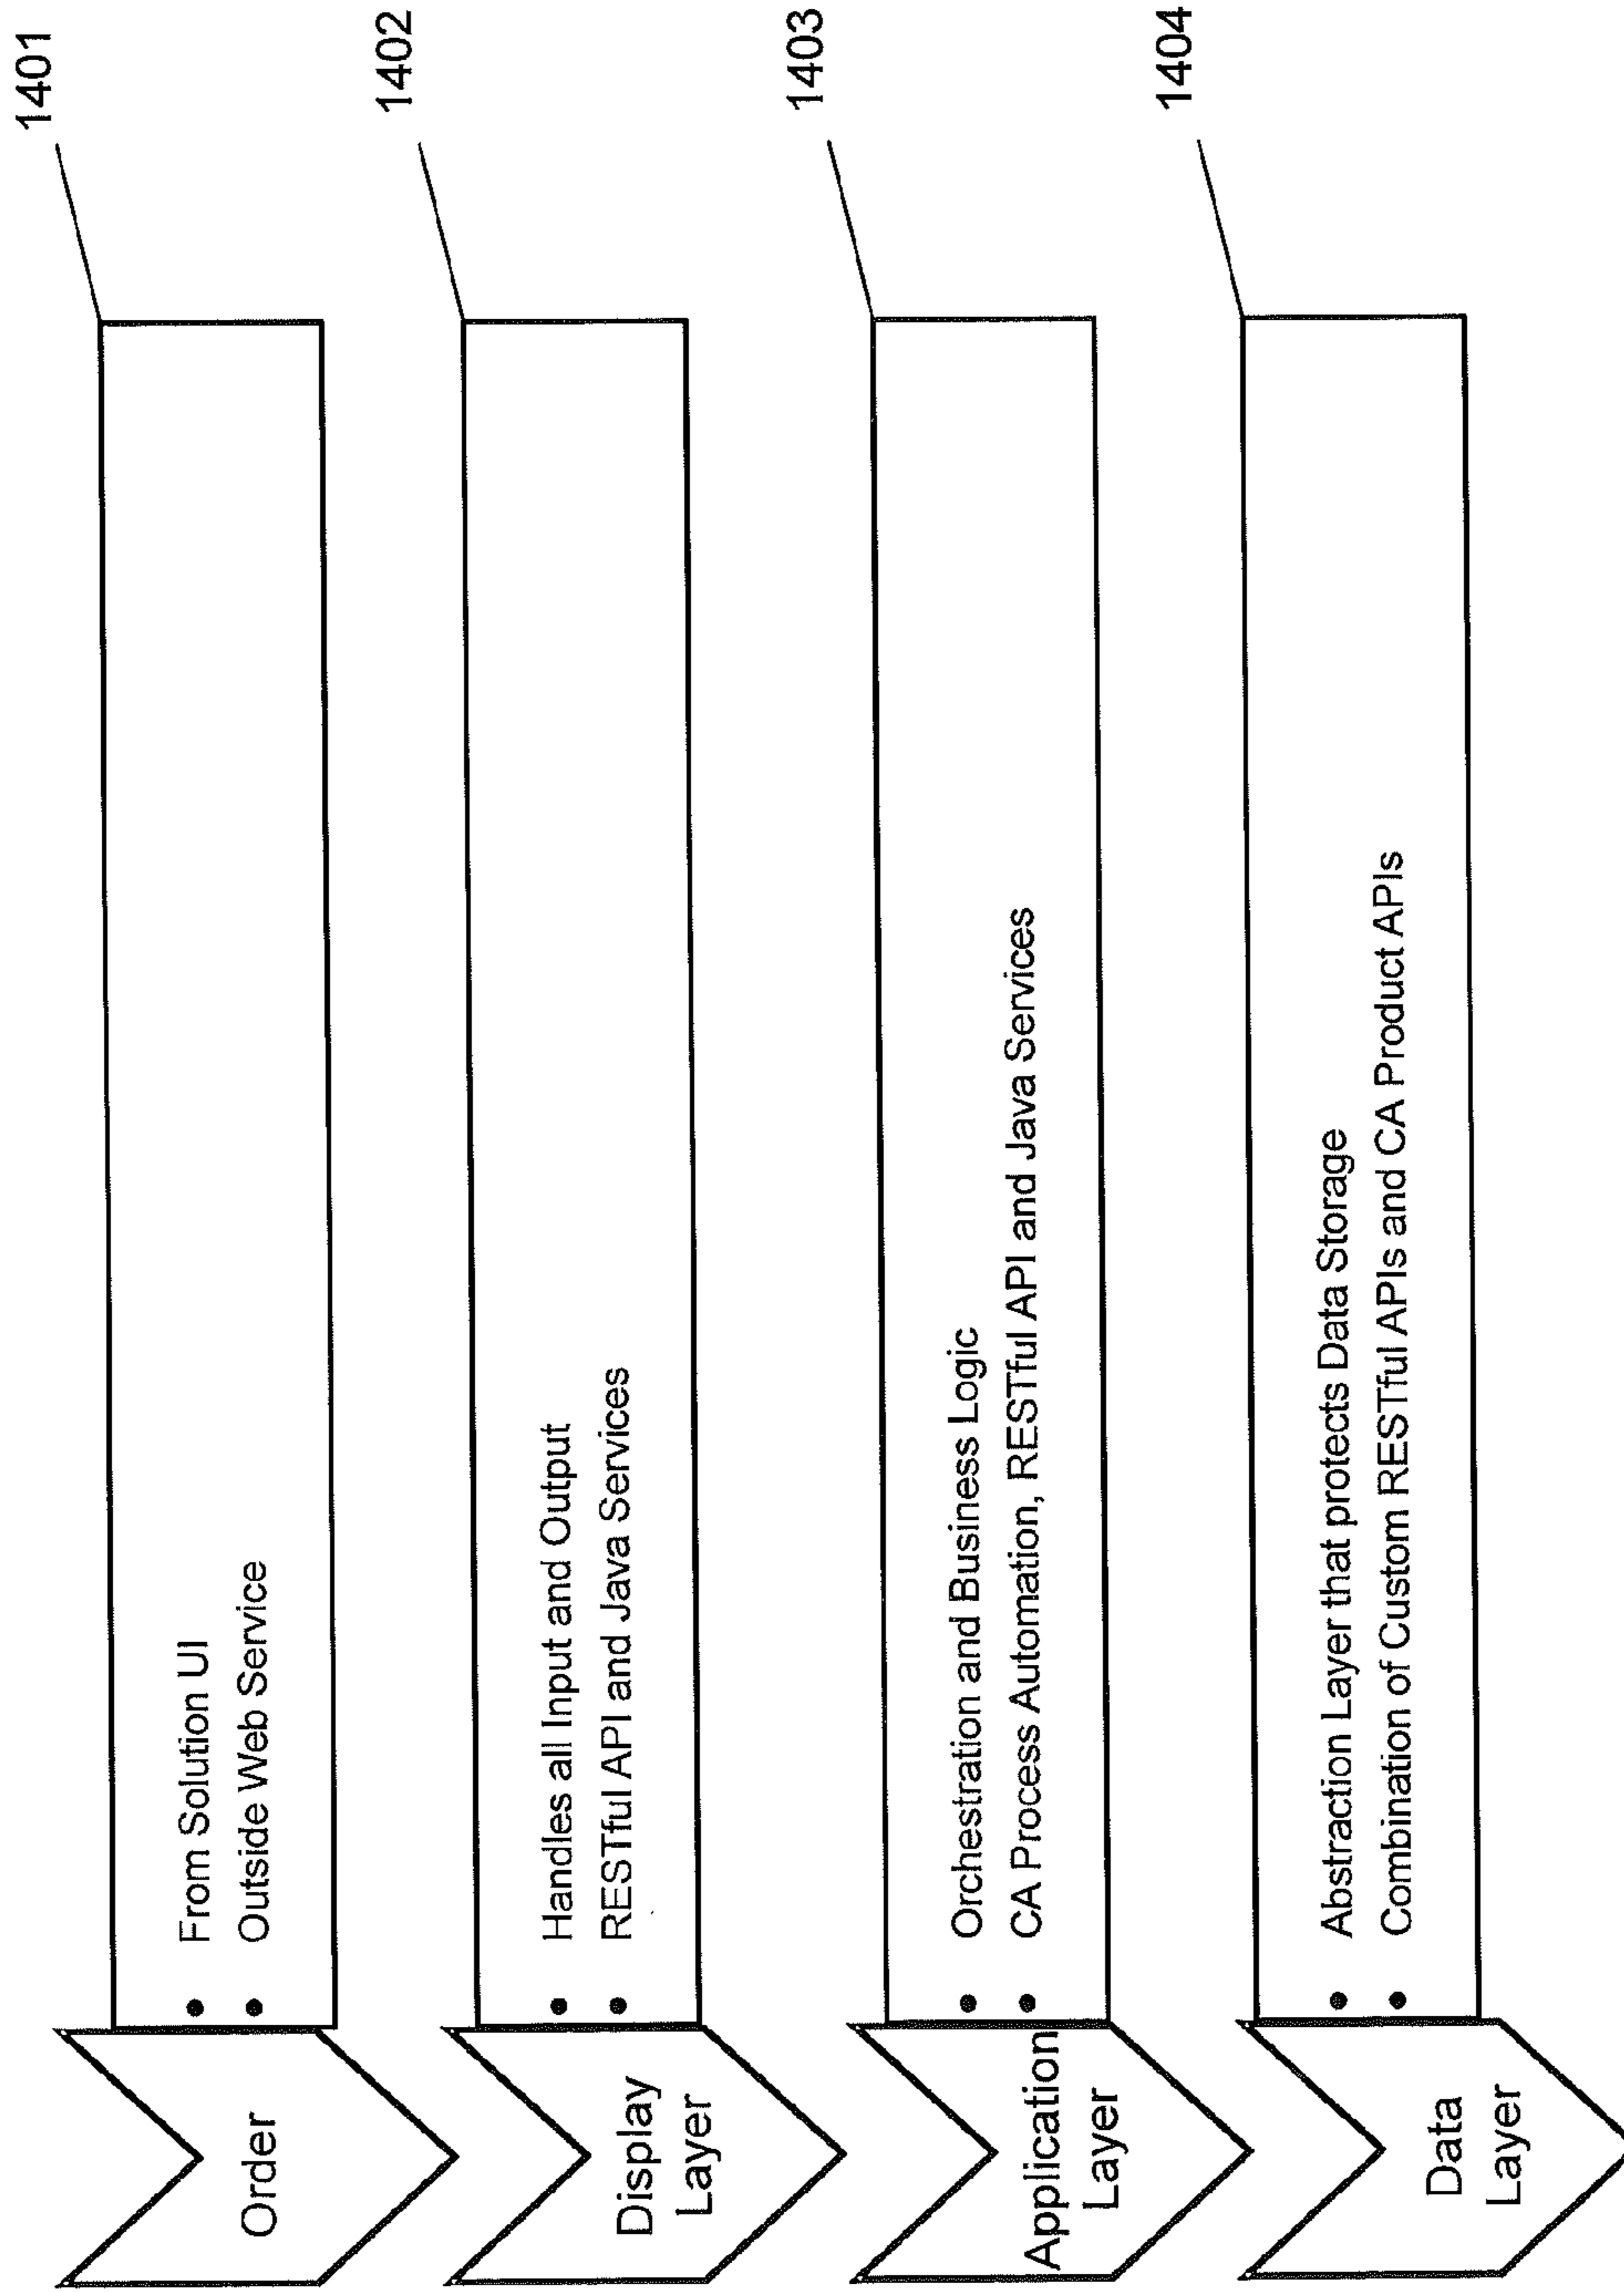 1401
Order
• From Solution UI
• Outside Web Service
1402
Display
Layer
• Handles all Input and Output
• RESTful API and Java Services
1403
Application
Layer
• Orchestration and Business Logic
• CA Process Automation, RESTful API and Java Services
1404
Data
Layer
• Abstraction Layer that protects Data Storage
• Combination of Custom RESTful APIs and CA Product APIs